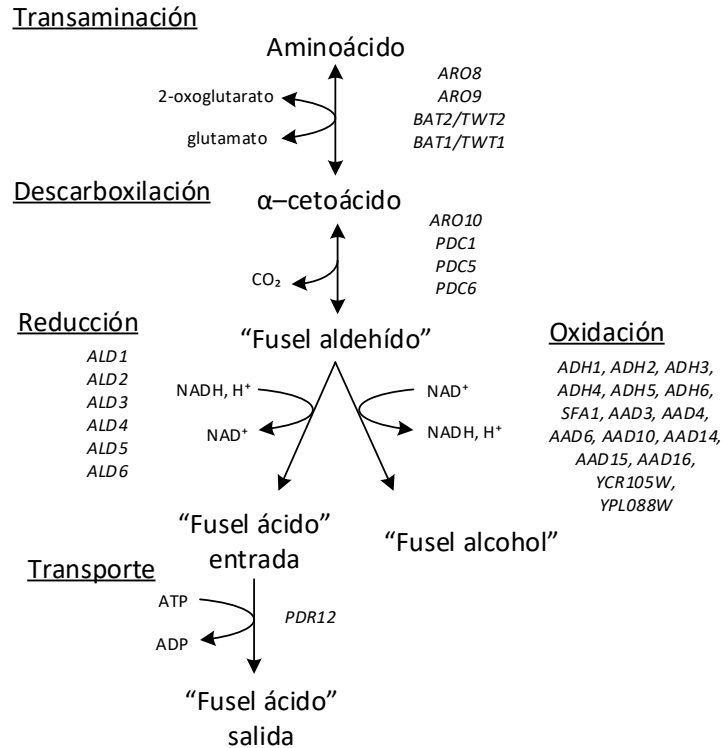 Transaminación
Aminoácido
2-oxoglutarato
glutamato
ARO8
ARO9
BAT2/TWT2
BAT1/TWT1
Descarboxilación
α–cetoácido
CO₂
ARO10
PDC1
PDC5
PDC6
Reducción
“Fusel aldehído”
Oxidación
ALD1
ALD2
ALD3
ALD4
ALD5
ALD6
NADH, H⁺
NAD⁺
NAD⁺
NADH, H⁺
ADH1, ADH2, ADH3,
ADH4, ADH5, ADH6,
SFA1, AAD3, AAD4,
AAD6, AAD10, AAD14,
AAD15, AAD16,
YCR105W,
YPL088W
“Fusel ácido”
entrada
“Fusel alcohol”
Transporte
ATP
ADP
PDR12
“Fusel ácido”
salida